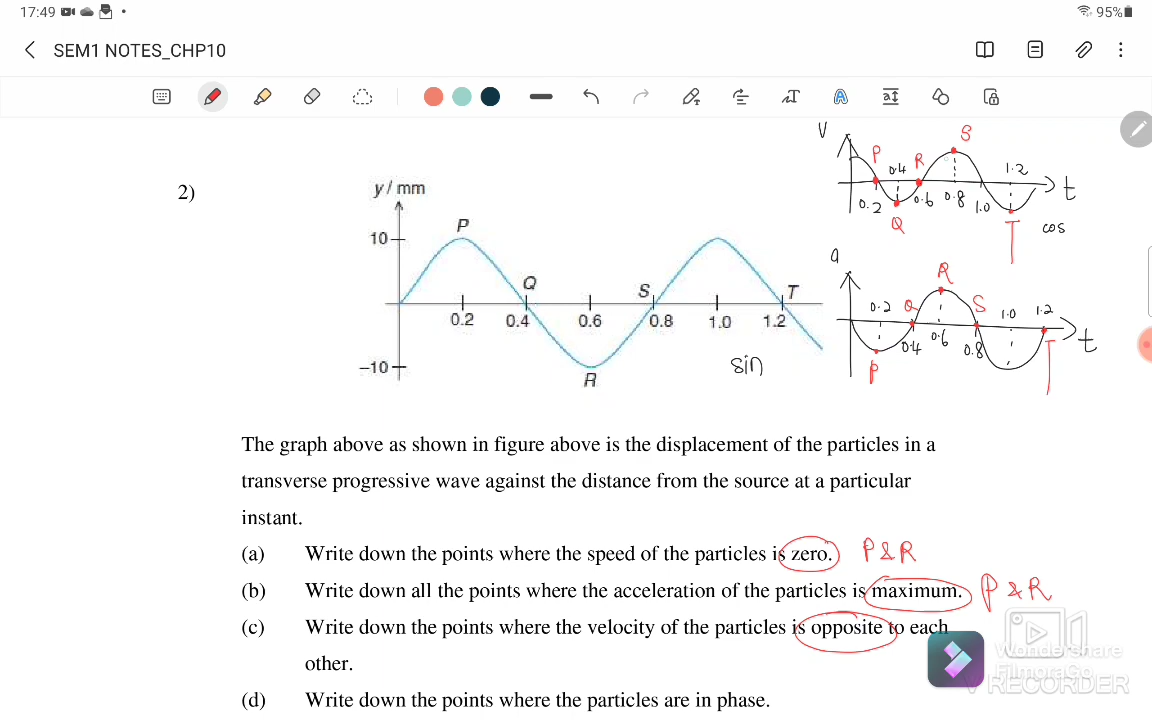 17:49
95%
SEM1 NOTES_CHP10
2)
y / mm
10
P
Q
S
T
0.2 0.4 0.6 0.8 1.0 1.2
-10
R
sin
V
P
0.4
R
S
1.2
t
0.2
0.6
0.8
1.0
Q
T
cos
a
R
0.2
Q
S
1.0
1.2
t
P
0.4
0.6
0.8
T
The graph above as shown in figure above is the displacement of the particles in a
transverse progressive wave against the distance from the source at a particular
instant.
(a) Write down the points where the speed of the particles is zero. P & R
(b) Write down all the points where the acceleration of the particles is maximum. P & R
(c) Write down the points where the velocity of the particles is opposite to each
other.
(d) Write down the points where the particles are in phase.
Wondershare
FilmoraGo
V RECORDER